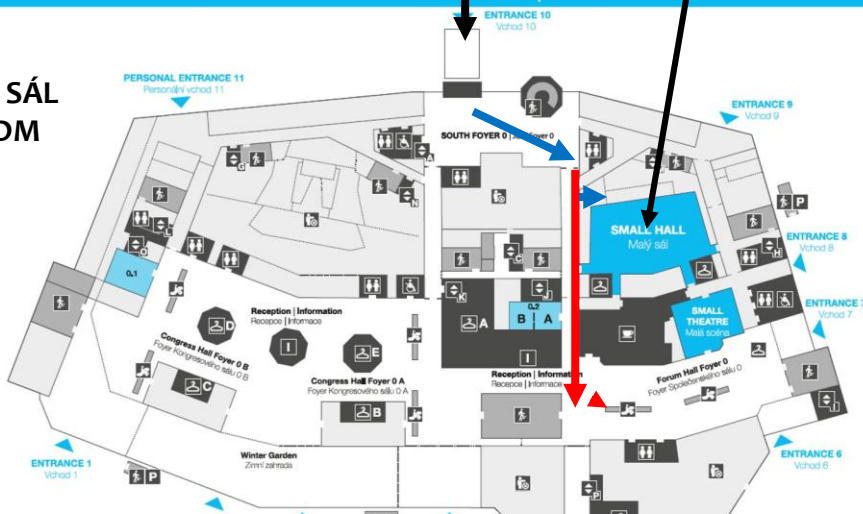 ENTRANCE 10
Vchod 10
SÁL
PERSONAL ENTRANCE 11
Personální vchod 11
ENTRANCE 9
Vchod 9
SOUTH FOYER 0 |
Foyer 0
A
G
N
P
SMALL HALL
Malý sál
ENTRANCE 8
Vchod 8
L
O
C
H
0.1
K
J
0.2
B A
ENTRANCE 7
Vchod 7
SMALL
THEATRE
Malá scéna
Reception | Information
Recepce | Informace
D
A
I
E
I
Congress Hall Foyer 0 B
Foyer Kongresového sálu 0 B
Congress Hall Foyer 0 A
Foyer Kongresového sálu 0 A
Reception | Information
Recepce | Informace
Forum Hall Foyer 0
Foyer Společenského sálu 0
C
B
Winter Garden
Zimní zahrada
ENTRANCE 1
Vchod 1
P
ENTRANCE 6
Vchod 6
P